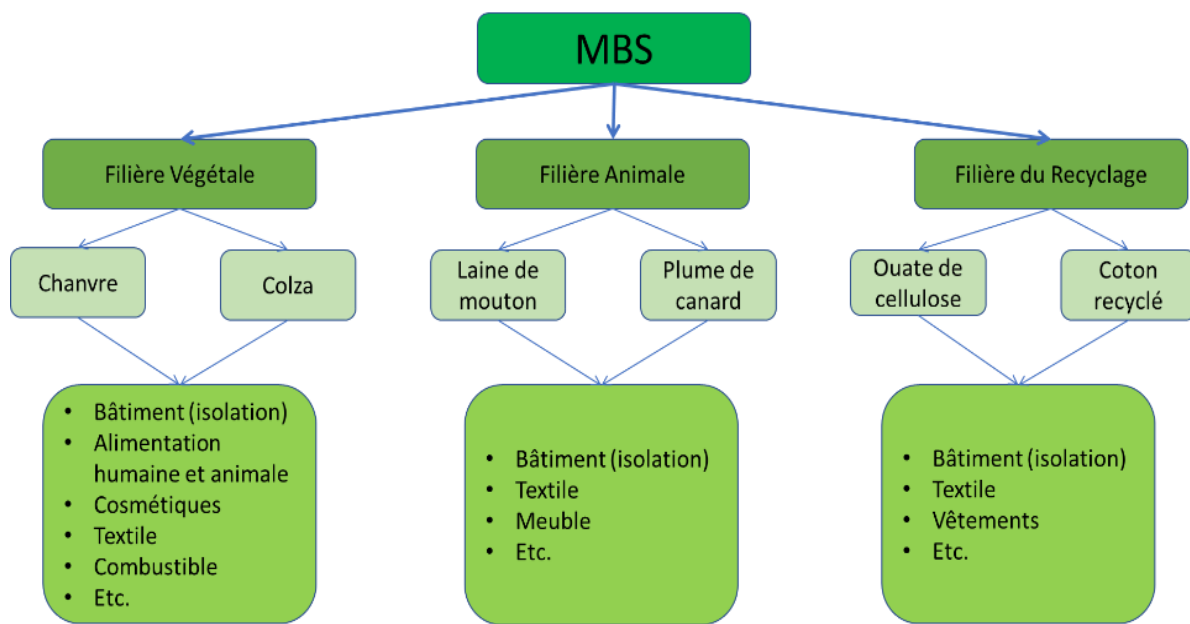 MBS
Filière Végétale
Filière Animale
Filière du Recyclage
Chanvre
Colza
Laine de
mouton
Plume de
canard
Ouate de
cellulose
Coton
recyclé
• Bâtiment (isolation)
• Alimentation
humaine et animale
• Cosmétiques
• Textile
• Combustible
• Etc.
• Bâtiment (isolation)
• Textile
• Meuble
• Etc.
• Bâtiment (isolation)
• Textile
• Vêtements
• Etc.